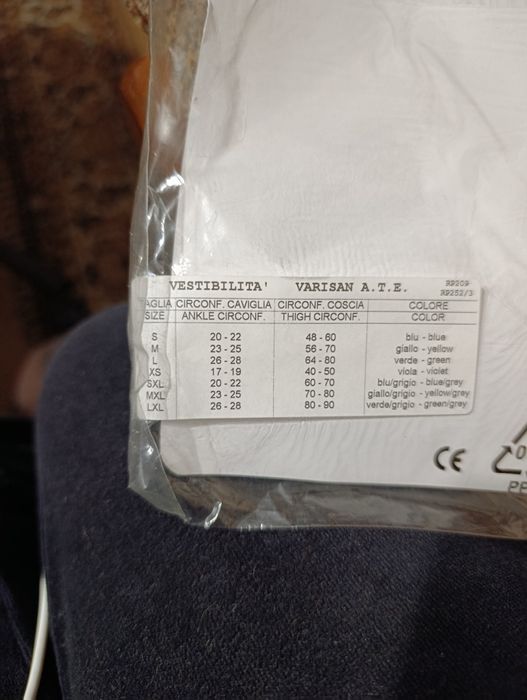 VESTIBILITA' VARISAN A.T.E. RP209
RP252/3
TAGLIA CIRCONF. CAVIGLIA CIRCONF. COSCIA COLORE
SIZE ANKLE CIRCONF. THIGH CIRCONF. COLOR
S 20 - 22 48 - 60 blu - blue
M 23 - 25 56 - 70 giallo - yellow
L 26 - 28 64 - 80 verde - green
XS 17 - 19 40 - 50 viola - violet
SXL 20 - 22 60 - 70 blu/grigio - blue/grey
MXL 23 - 25 70 - 80 giallo/grigio - yellow/grey
LXL 26 - 28 80 - 90 verde/grigio - green/grey
CE